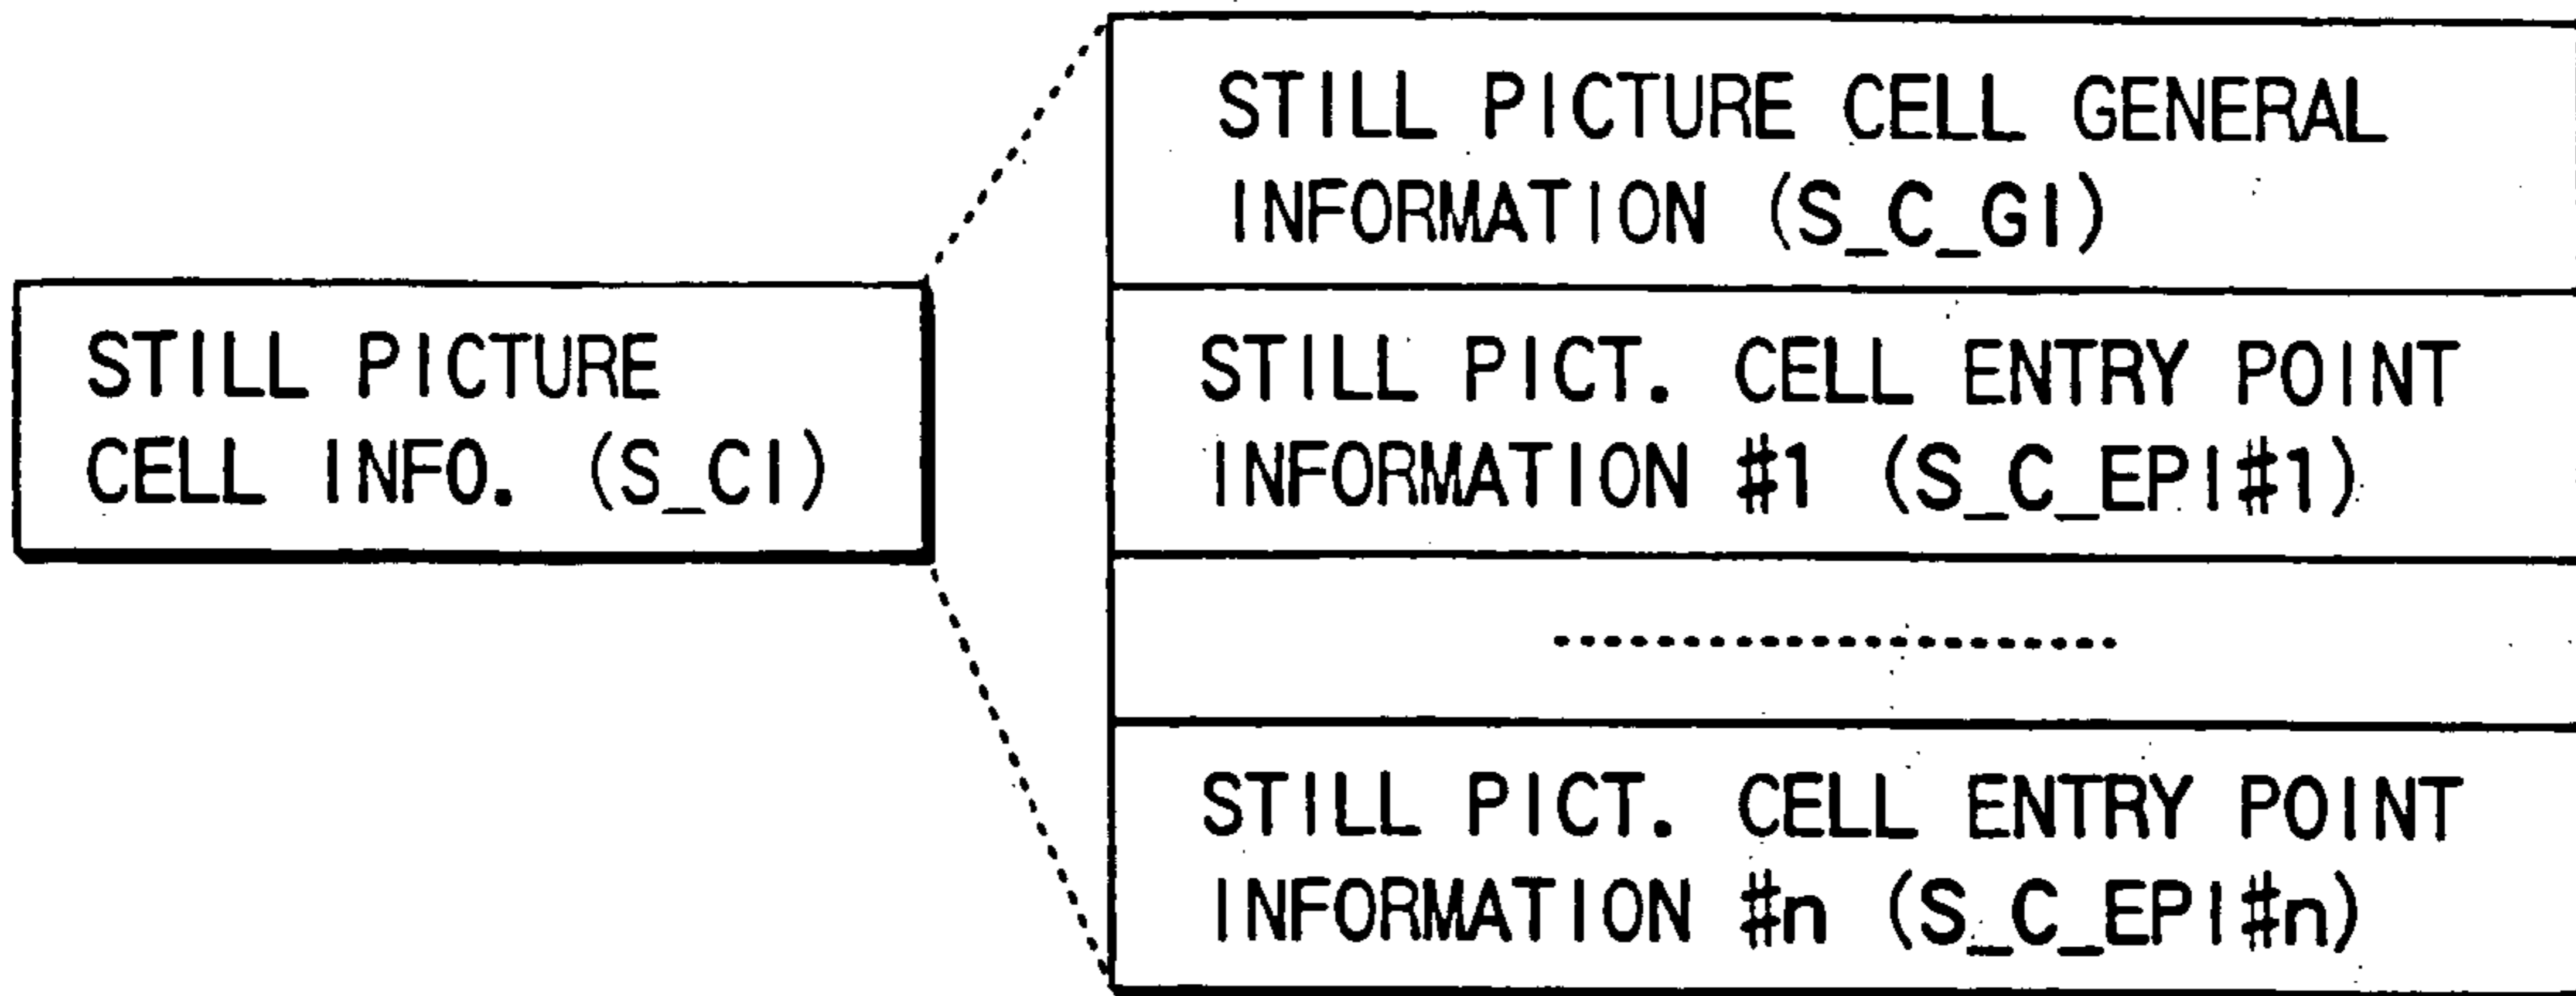 STILL PICTURE
CELL INFO. (S_CI)
STILL PICTURE CELL GENERAL
INFORMATION (S_C_GI)
STILL PICT. CELL ENTRY POINT
INFORMATION #1 (S_C_EPI#1)
.....................
STILL PICT. CELL ENTRY POINT
INFORMATION #n (S_C_EPI#n)